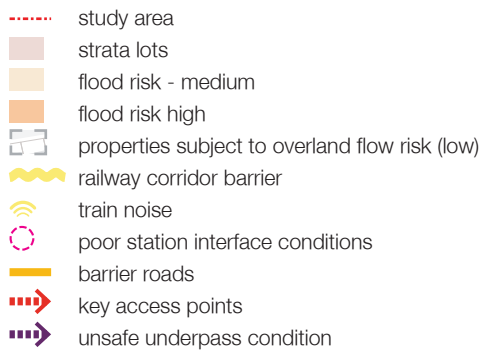 study area
strata lots
flood risk - medium
flood risk high
properties subject to overland flow risk (low)
railway corridor barrier
train noise
poor station interface conditions
barrier roads
key access points
unsafe underpass condition